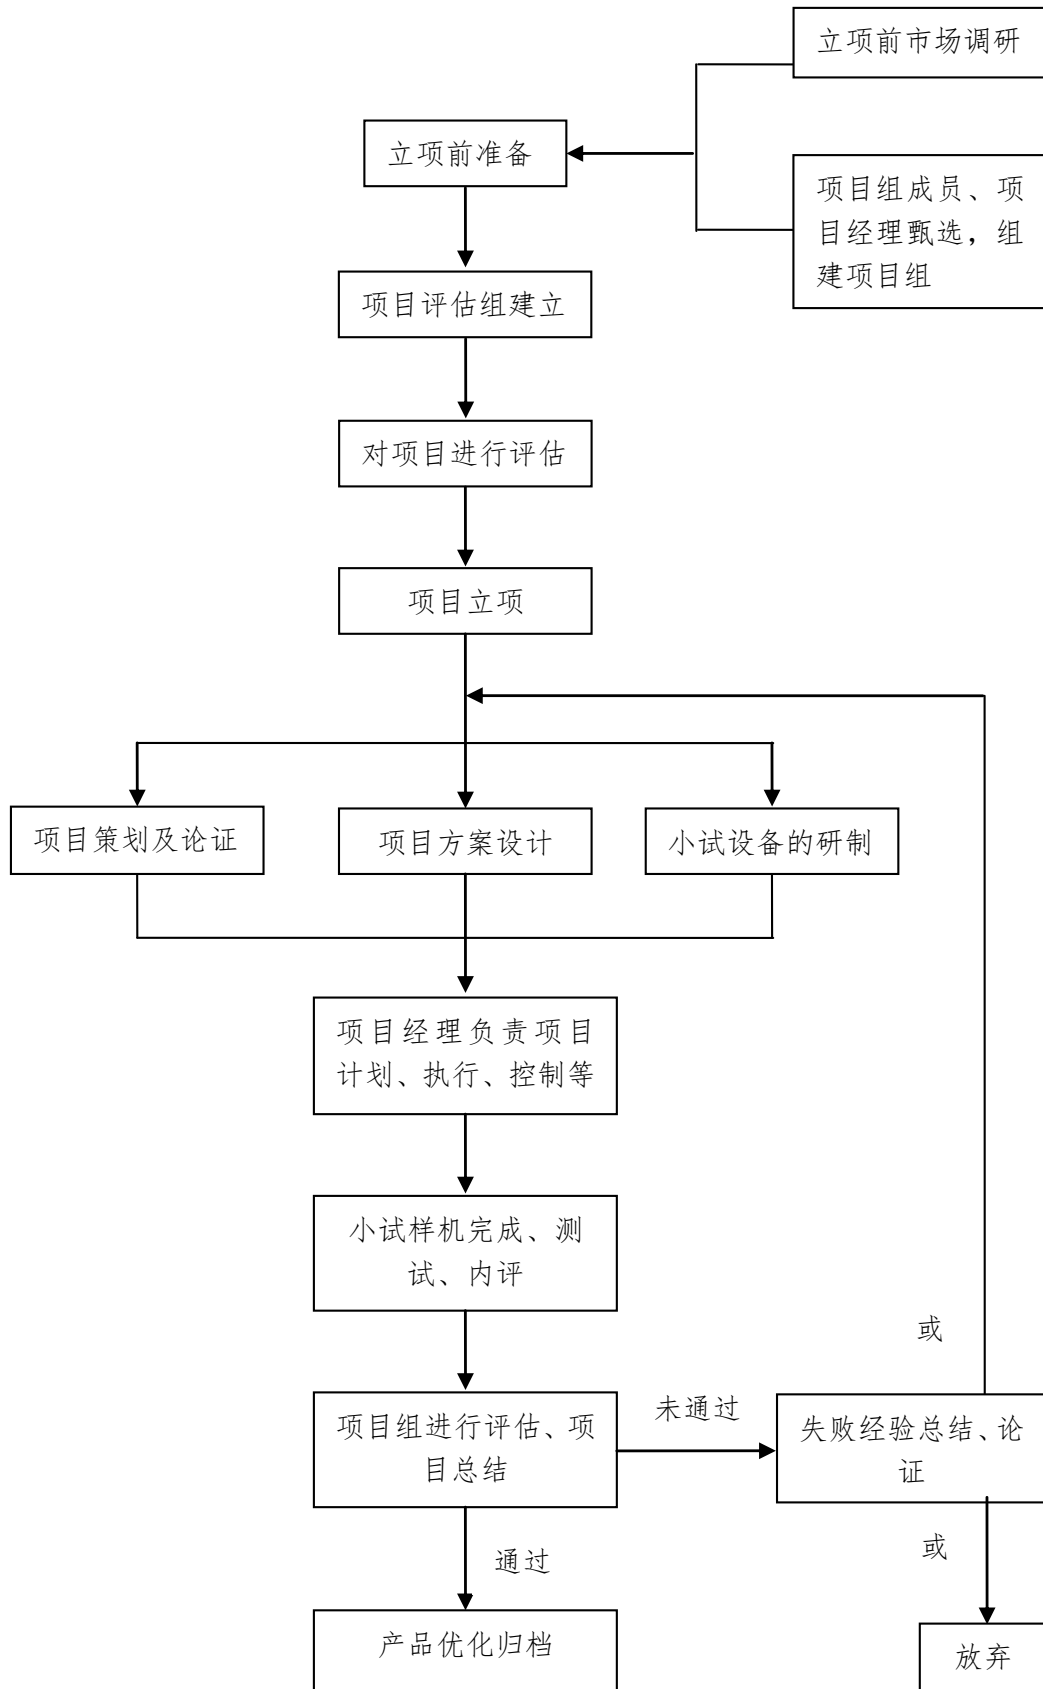 立项前市场调研
立项前准备
项目组成员、项
目经理甄选，组
建项目组
项目评估组建立
对项目进行评估
项目立项
项目策划及论证
项目方案设计
小试设备的研制
项目经理负责项目
计划、执行、控制等
小试样机完成、测
试、内评
或
项目组进行评估、项
目总结
未通过
失败经验总结、论
证
通过
或
产品优化归档
放弃